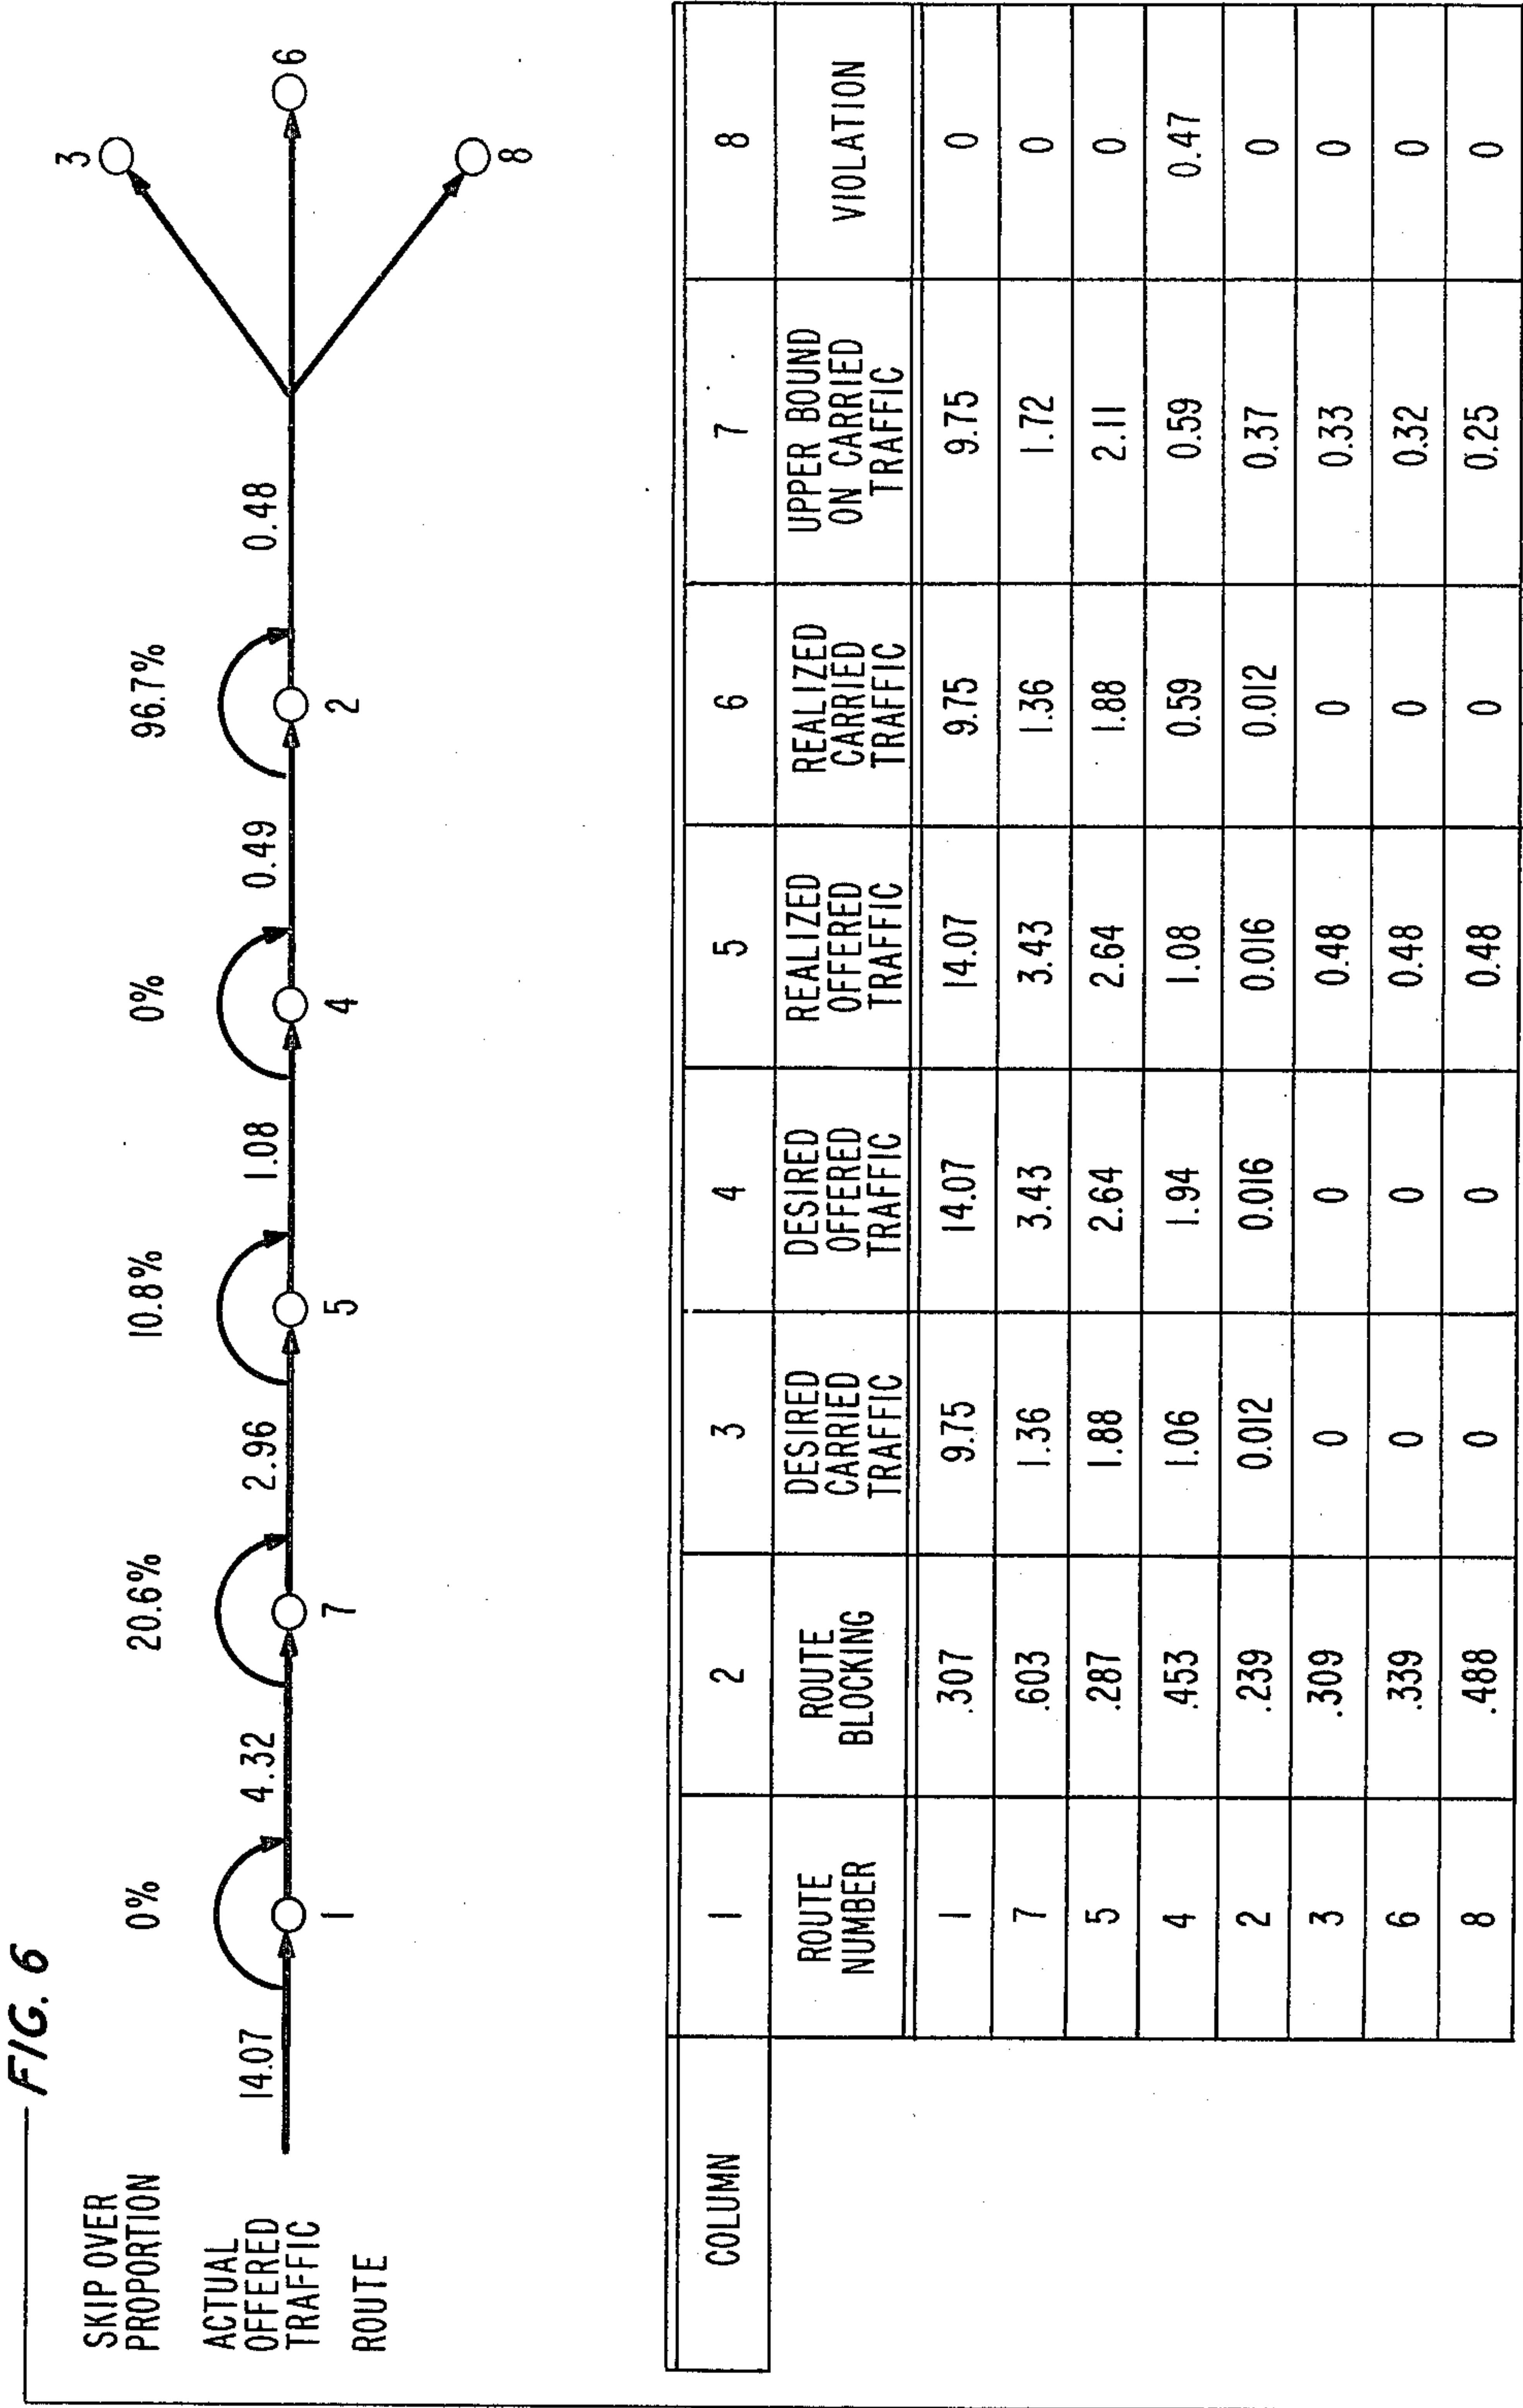 FIG. 6
SKIP OVER
PROPORTION
0% 20.6% 10.8% 0% 96.7%
ACTUAL
OFFERED
TRAFFIC
14.07 4.32 2.96 1.08 0.49 0.48
ROUTE
1 7 5 4 2 3 6 8
COLUMN 1 2 3 4 5 6 7 8
ROUTE
NUMBER
ROUTE
BLOCKING
DESIRED
CARRIED
TRAFFIC
DESIRED
OFFERED
TRAFFIC
REALIZED
OFFERED
TRAFFIC
REALIZED
CARRIED
TRAFFIC
UPPER BOUND
ON CARRIED
TRAFFIC
VIOLATION
1 .307 9.75 14.07 14.07 9.75 9.75 0
7 .603 1.36 3.43 3.43 1.36 1.72 0
5 .287 1.88 2.64 2.64 1.88 2.11 0
4 .453 1.06 1.94 1.08 0.59 0.59 0.47
2 .239 0.012 0.016 0.016 0.012 0.37 0
3 .309 0 0 0.48 0 0.33 0
6 .339 0 0 0.48 0 0.32 0
8 .488 0 0 0.48 0 0.25 0